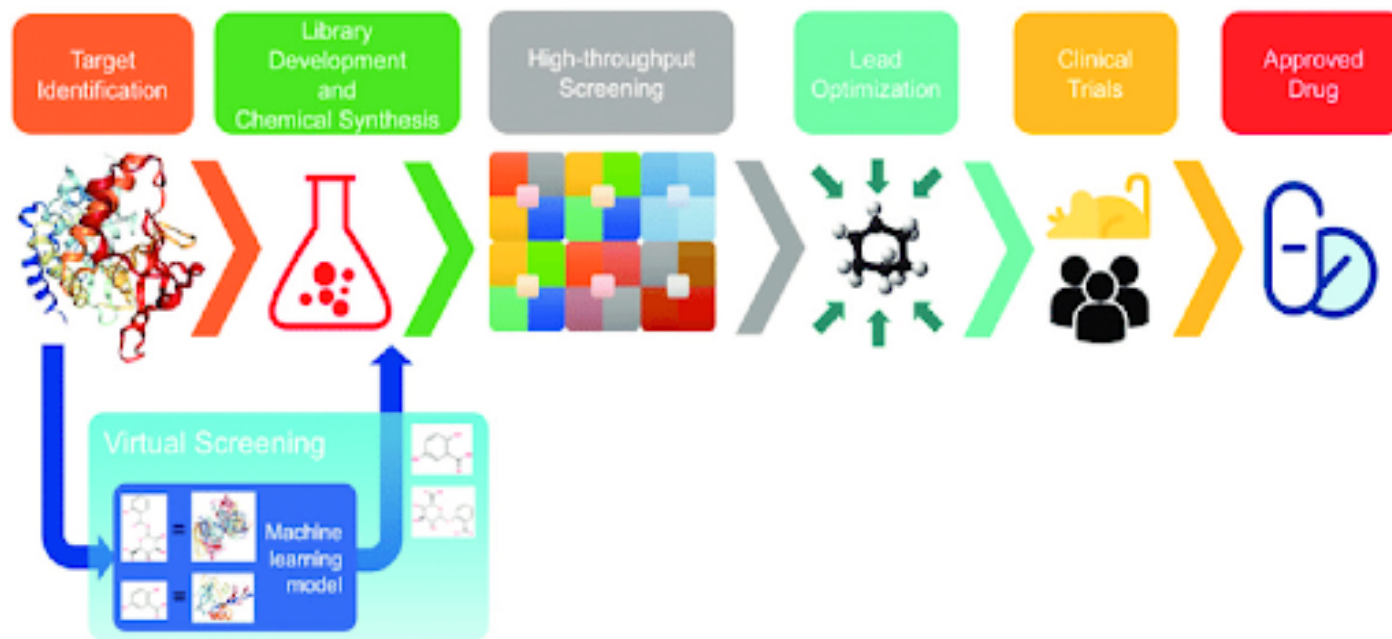 Target
Identification
Library
Development
and
Chemical Synthesis
High-throughput
Screening
Lead
Optimization
Clinical
Trials
Approved
Drug
Virtual Screening
=
=
Machine
learning
model